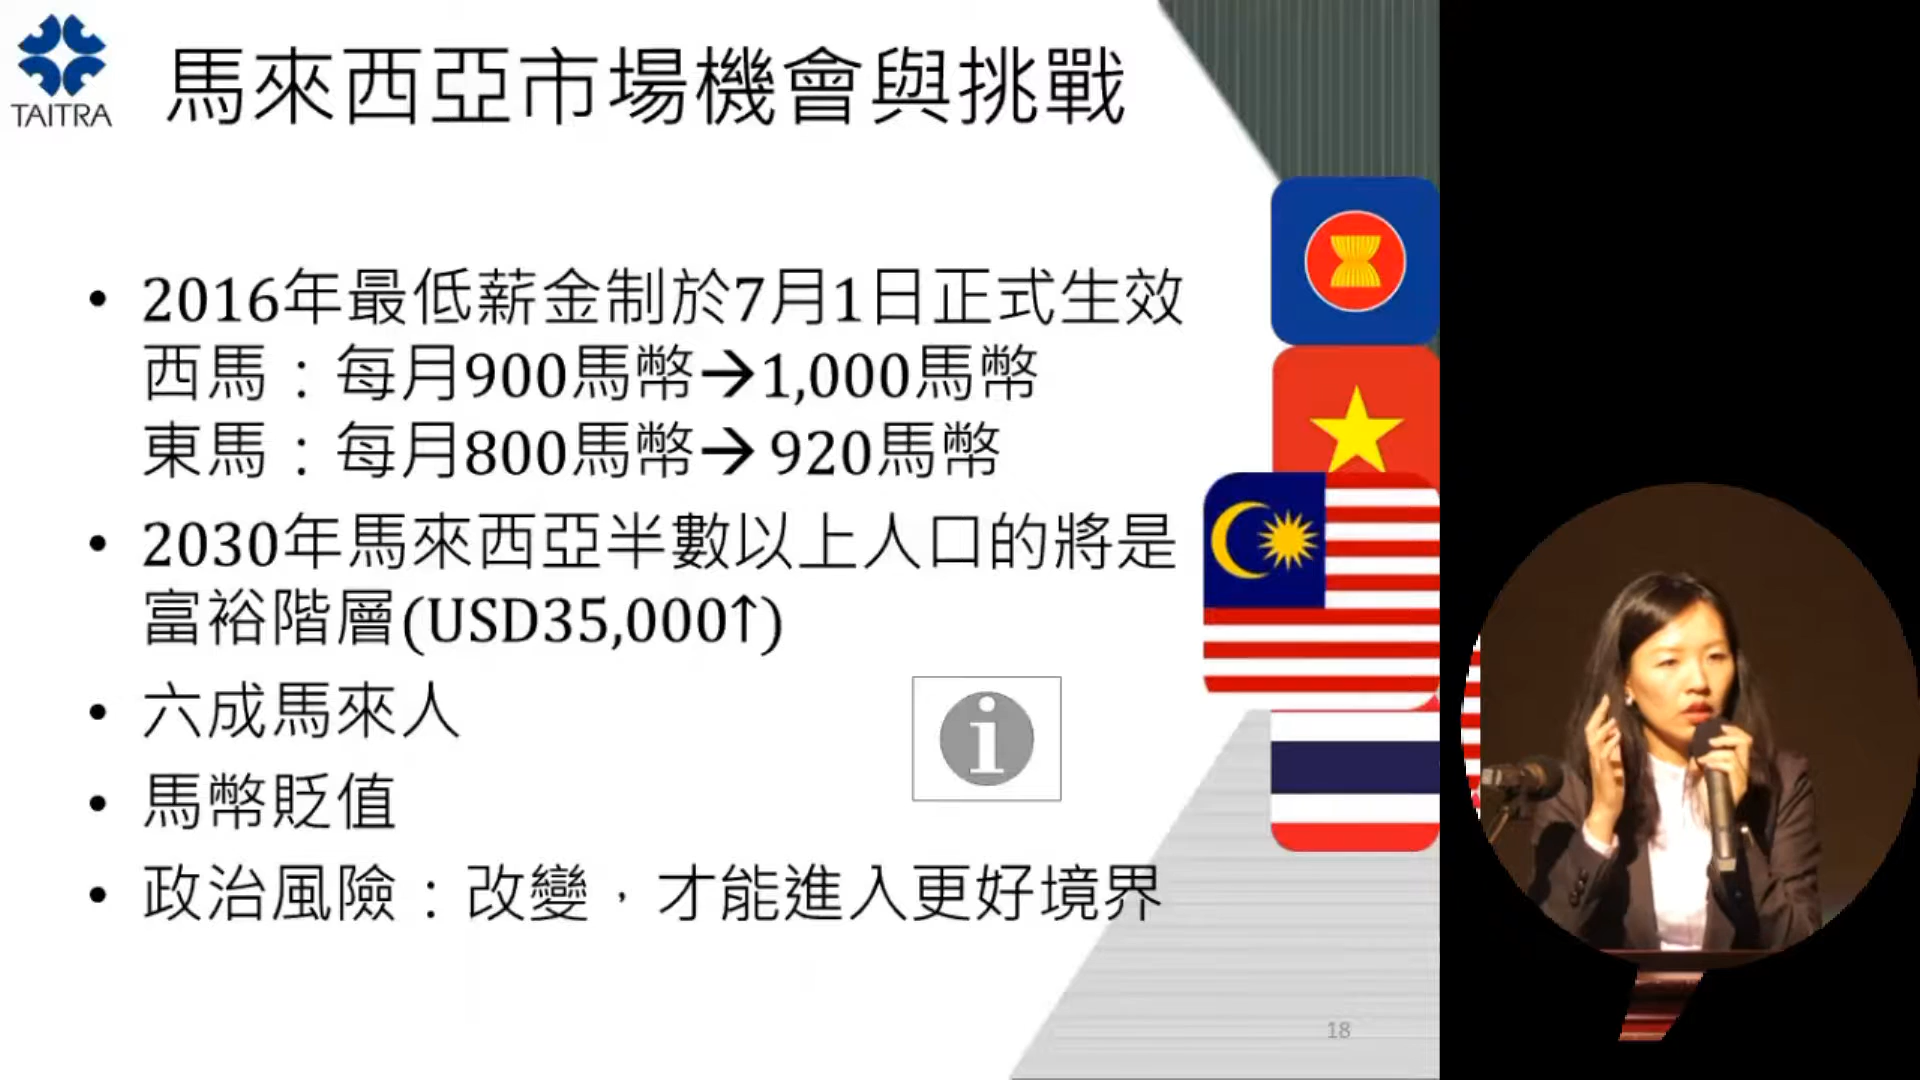 TAITRA
馬來西亞市場機會與挑戰
• 2016年最低薪金制於7月1日正式生效
西馬：每月900馬幣→1,000馬幣
東馬：每月800馬幣→ 920馬幣
• 2030年馬來西亞半數以上人口的將是
富裕階層(USD35,000↑)
• 六成馬來人
• 馬幣貶值
• 政治風險：改變，才能進入更好境界
18